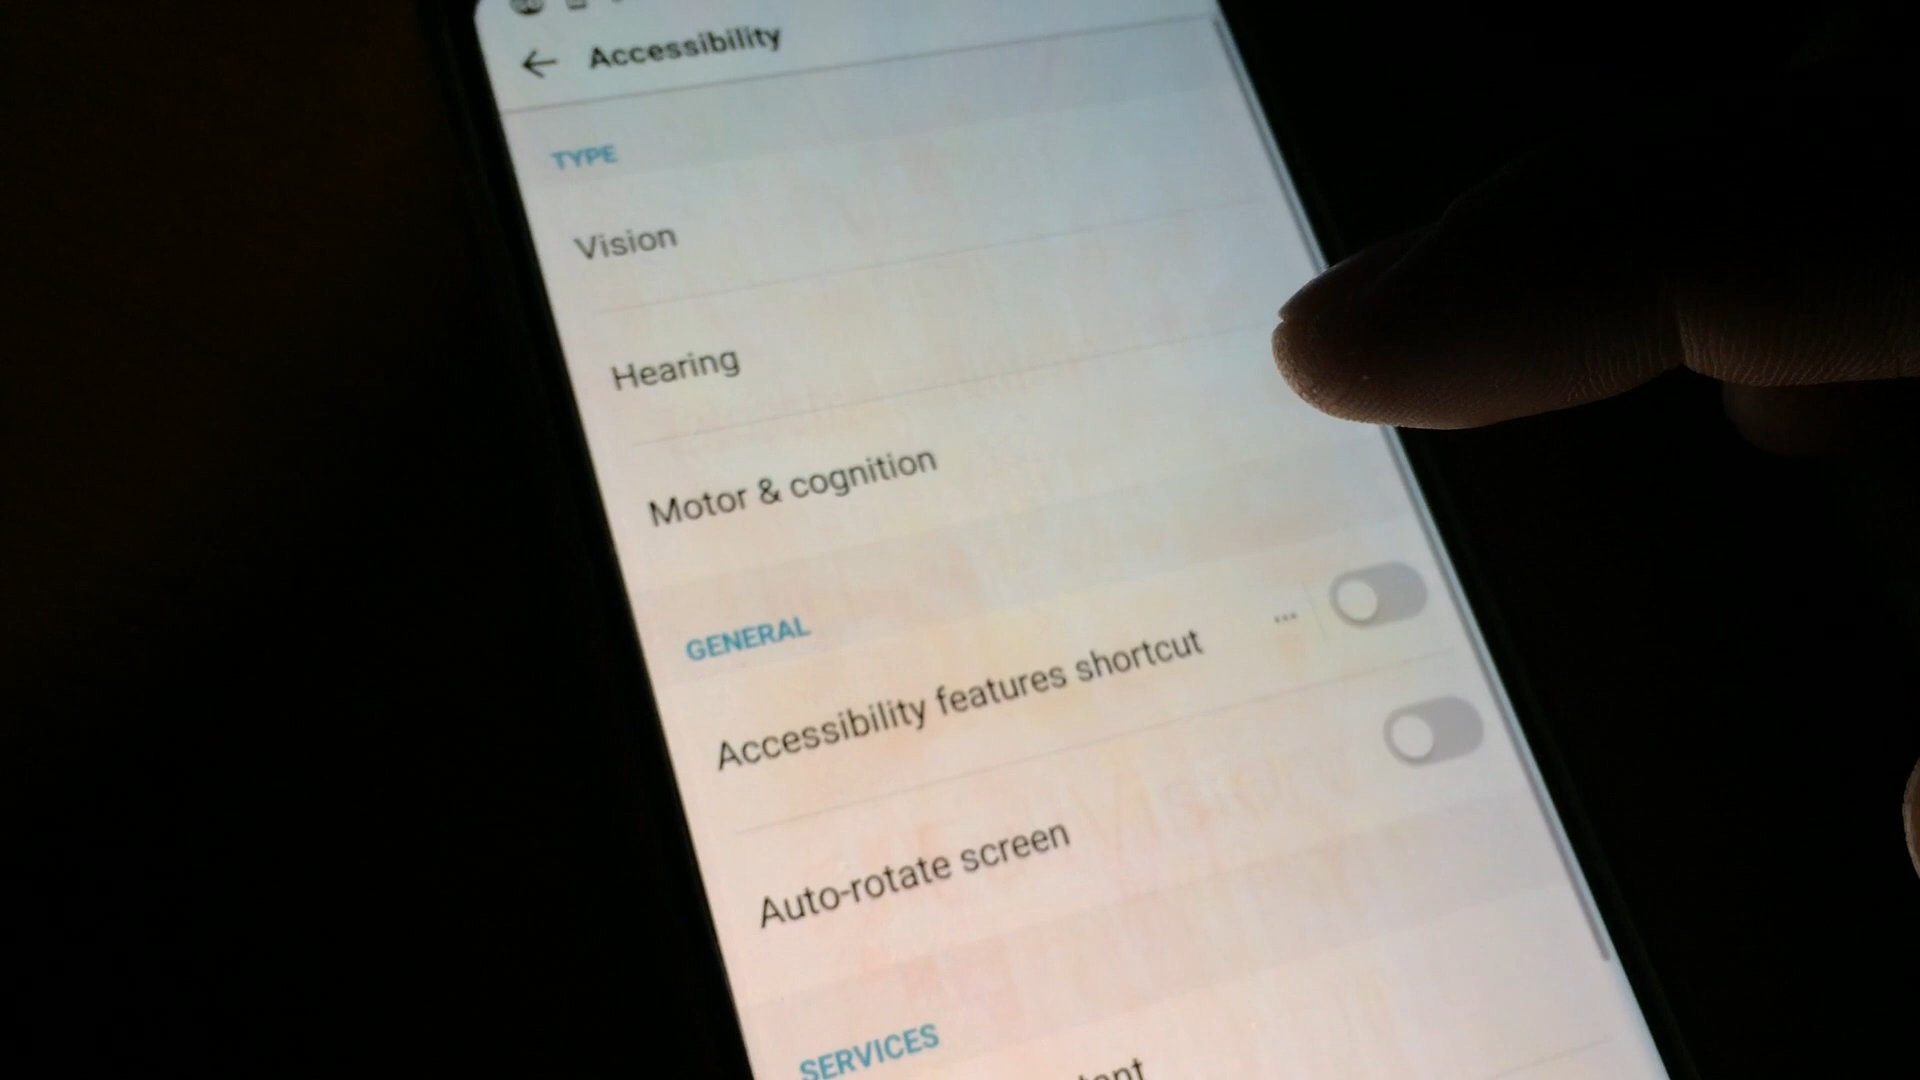 Accessibility
TYPE
Vision
Hearing
Motor & cognition
GENERAL
Accessibility features shortcut
Auto-rotate screen
SERVICES